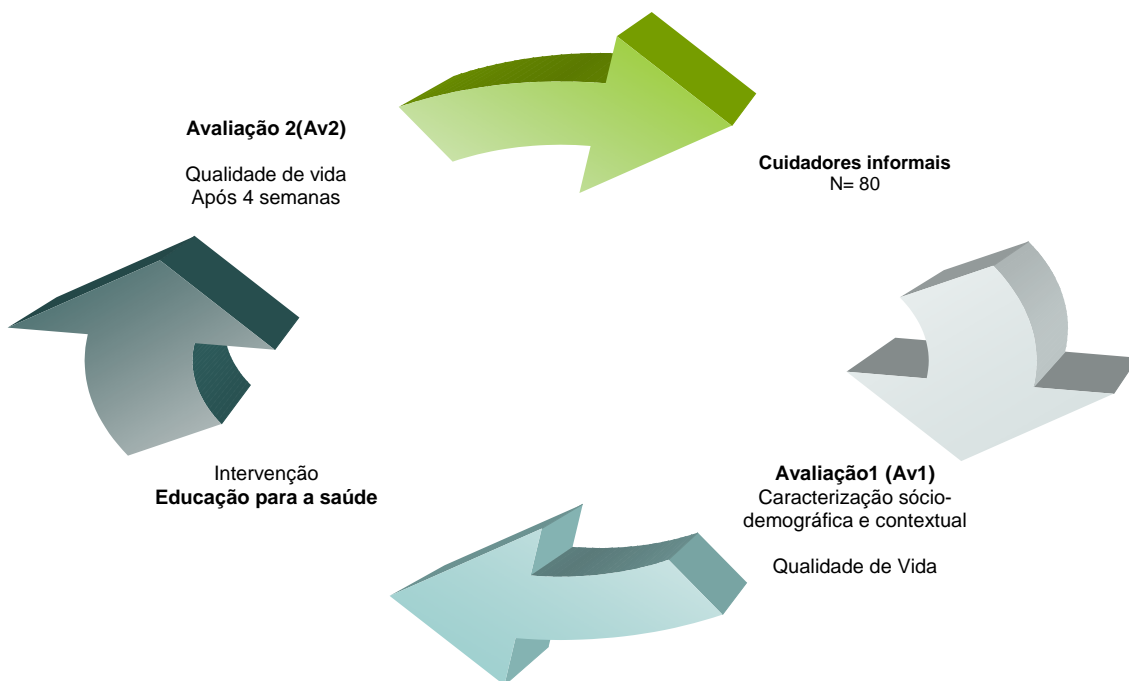 Avaliação 2(Av2)
Qualidade de vida
Após 4 semanas
Cuidadores informais
N= 80
Intervenção
Educação para a saúde
Avaliação1 (Av1)
Caracterização sócio-
demográfica e contextual
Qualidade de Vida